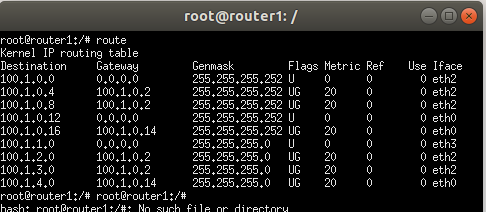 root@router1: /
root@router1:/# route
Kernel IP routing table
Destination Gateway Genmask Flags Metric Ref Use Iface
100.1.0.0 0.0.0.0 255.255.255.252 U 0 0 0 eth2
100.1.0.4 100.1.0.2 255.255.255.252 UG 20 0 0 eth2
100.1.0.8 100.1.0.2 255.255.255.252 UG 20 0 0 eth2
100.1.0.12 0.0.0.0 255.255.255.252 U 0 0 0 eth0
100.1.0.16 100.1.0.14 255.255.255.252 UG 20 0 0 eth0
100.1.1.0 0.0.0.0 255.255.255.0 U 0 0 0 eth3
100.1.2.0 100.1.0.2 255.255.255.0 UG 20 0 0 eth2
100.1.3.0 100.1.0.2 255.255.255.0 UG 20 0 0 eth2
100.1.4.0 100.1.0.14 255.255.255.0 UG 20 0 0 eth0
root@router1:/# root@router1:/#
bash: root@router1:/#: No such file or directory